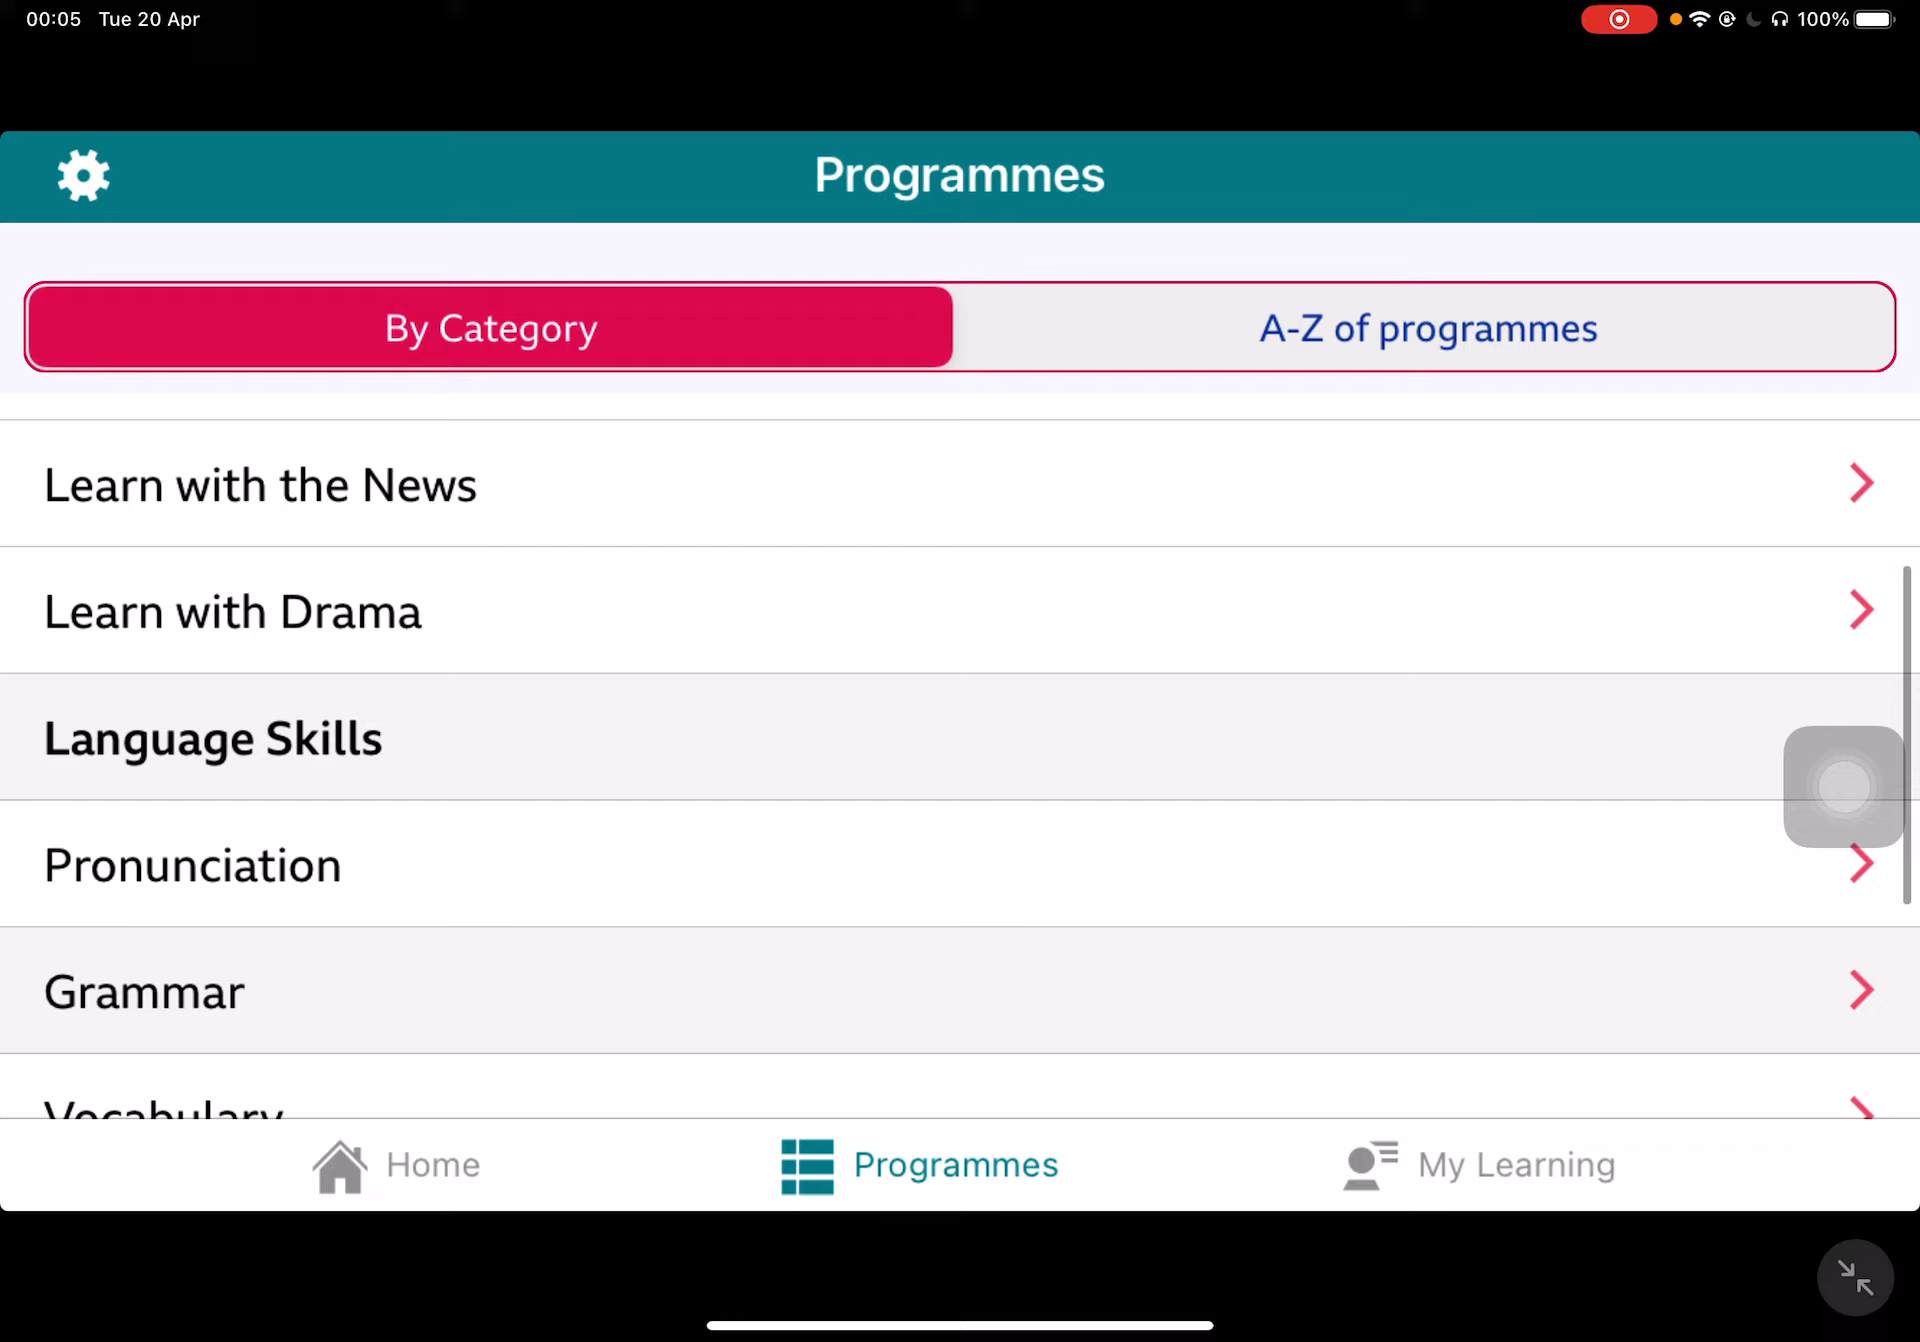 00:05 Tue 20 Apr
100%
Programmes
By Category
A-Z of programmes
Learn with the News
Learn with Drama
Language Skills
Pronunciation
Grammar
Vocabulary
Home
Programmes
My Learning